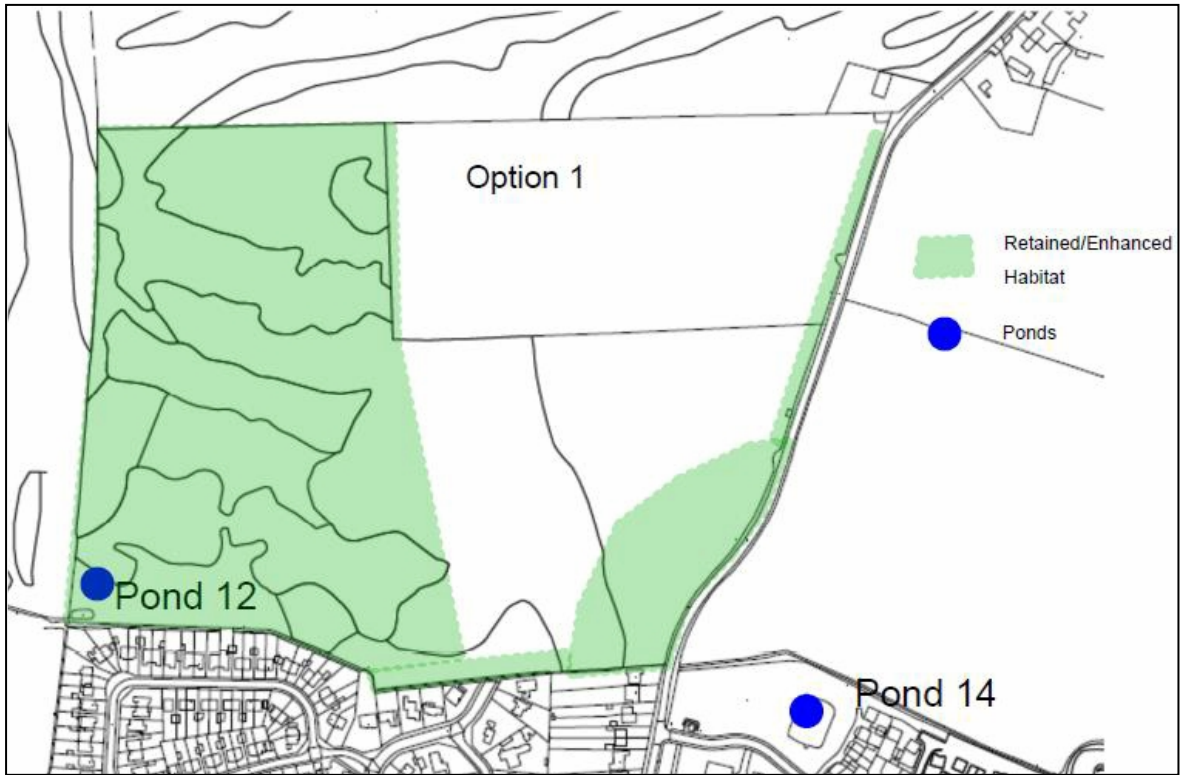 Option 1
Retained/Enhanced
Habitat
Ponds
Pond 12
Pond 14